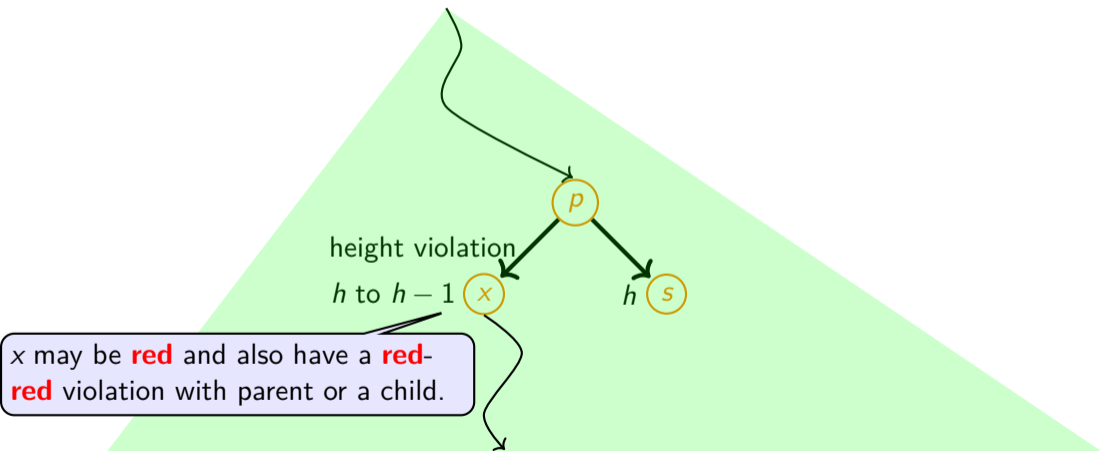 p
height violation
h to h − 1 x
h s
x may be red and also have a red-
red violation with parent or a child.